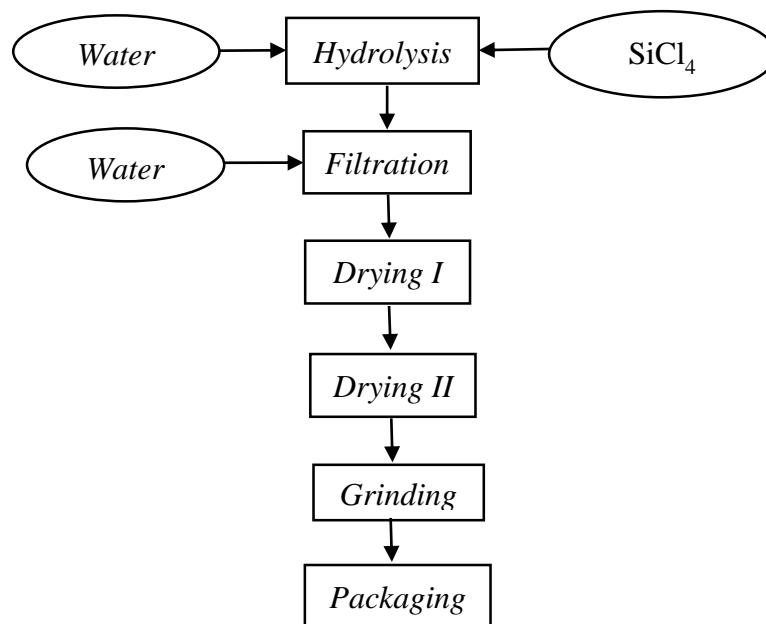 Water
Hydrolysis
SiCl₄
Water
Filtration
Drying I
Drying II
Grinding
Packaging